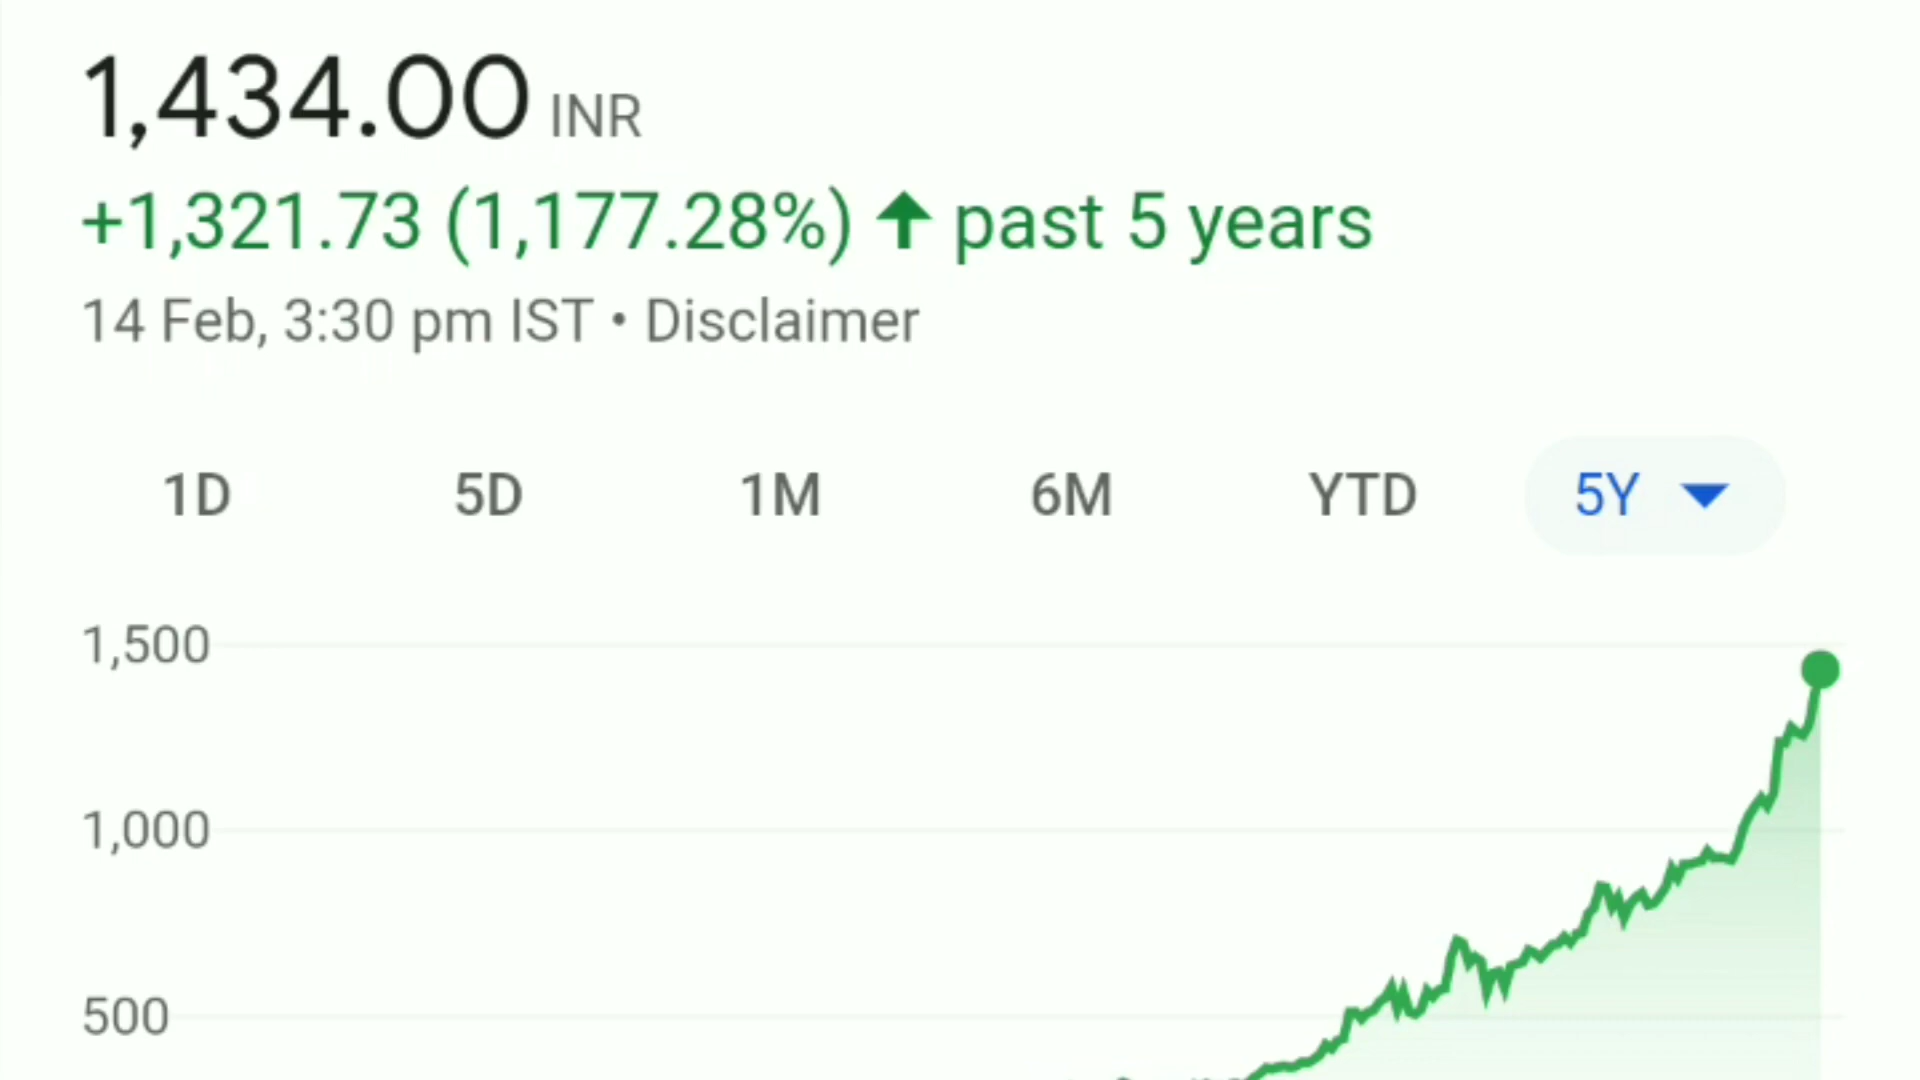 1,434.00 INR
+1,321.73 (1,177.28%) ↑ past 5 years
14 Feb, 3:30 pm IST • Disclaimer
1D 5D 1M 6M YTD 5Y
1,500
1,000
500